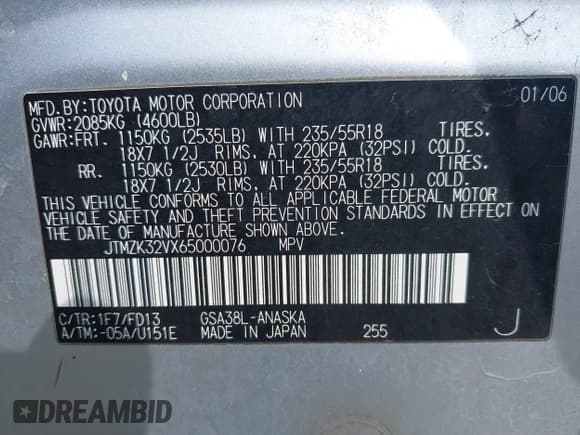 MFD.BY:TOYOTA MOTOR CORPORATION 01/06
GVWR:2085KG (4600LB)
GAWR:FRT. 1150KG (2535LB) WITH 235/55R18 TIRES.
18X7 1/2J RIMS, AT 220KPA (32PSI) COLD.
RR. 1150KG (2530LB) WITH 235/55R18 TIRES.
18X7 1/2J RIMS, AT 220KPA (32PSI) COLD.
THIS VEHICLE CONFORMS TO ALL APPLICABLE FEDERAL MOTOR
VEHICLE SAFETY AND THEFT PREVENTION STANDARDS IN EFFECT ON
THE DATE OF MANUFACTURE SHOWN ABOVE.
JTMZK32VX65000076 MPV
C/TR:1F7/FD13 GSA38L-ANASKA
A/TM:-05A/U151E MADE IN JAPAN 255 J
DREAMBID